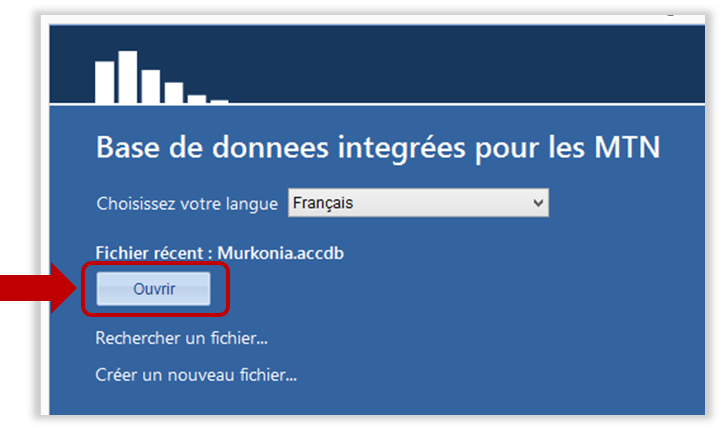 Base de donnees integrées pour les MTN
Choisissez votre langue Français
Fichier récent : Murkonia.accdb
Ouvrir
Rechercher un fichier...
Créer un nouveau fichier...